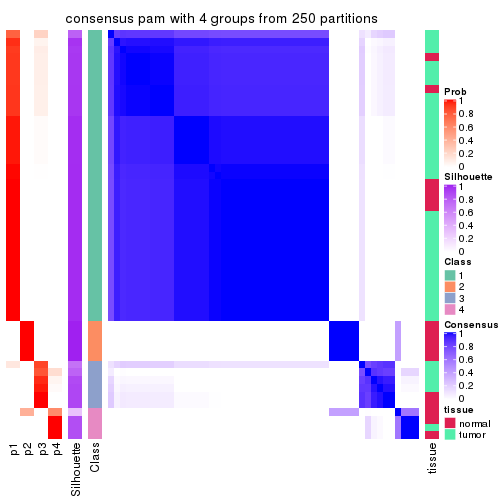 consensus pam with 4 groups from 250 partitions
Prob
1
0.8
0.6
0.4
0.2
0
Silhouette
1
0.8
0.6
0.4
0.2
0
Class
1
2
3
4
Consensus
1
0.8
0.6
0.4
0.2
0
tissue
normal
tumor
p1
p2
p3
p4
Silhouette
Class
tissue